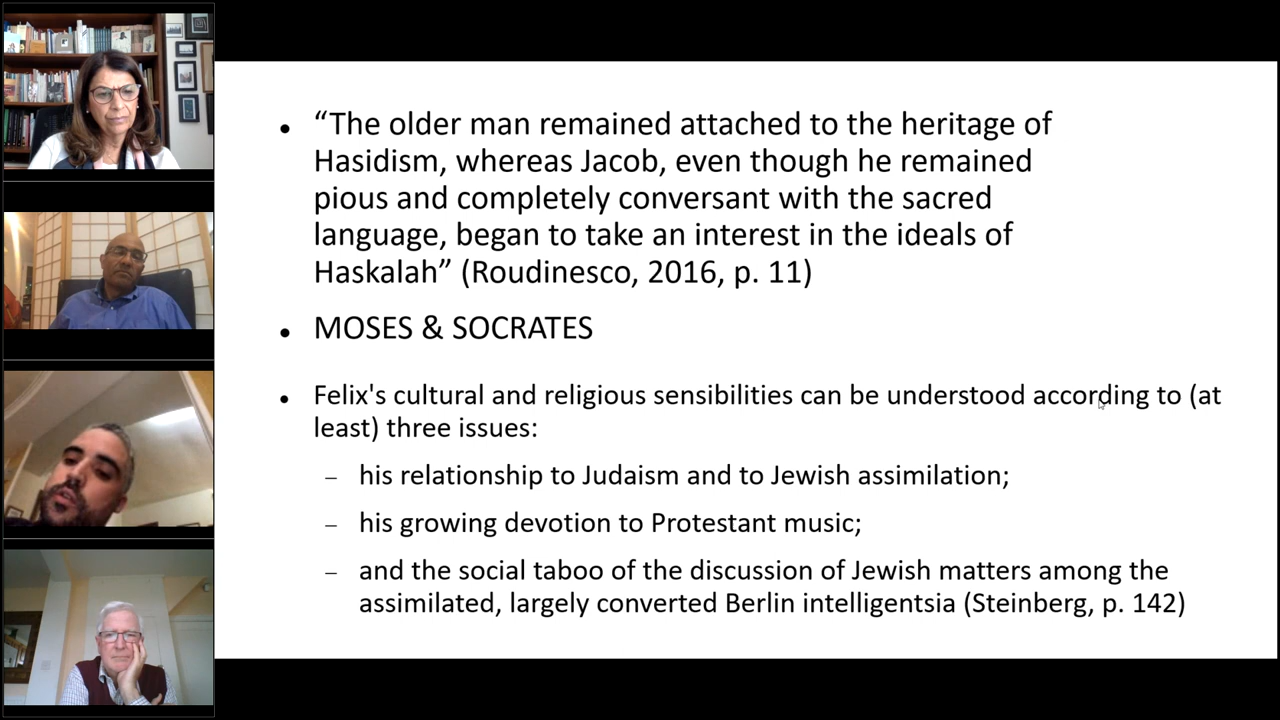 “The older man remained attached to the heritage of
Hasidism, whereas Jacob, even though he remained
pious and completely conversant with the sacred
language, began to take an interest in the ideals of
Haskalah” (Roudinesco, 2016, p. 11)
MOSES & SOCRATES
Felix's cultural and religious sensibilities can be understood according to (at
least) three issues:
– his relationship to Judaism and to Jewish assimilation;
– his growing devotion to Protestant music;
– and the social taboo of the discussion of Jewish matters among the
assimilated, largely converted Berlin intelligentsia (Steinberg, p. 142)